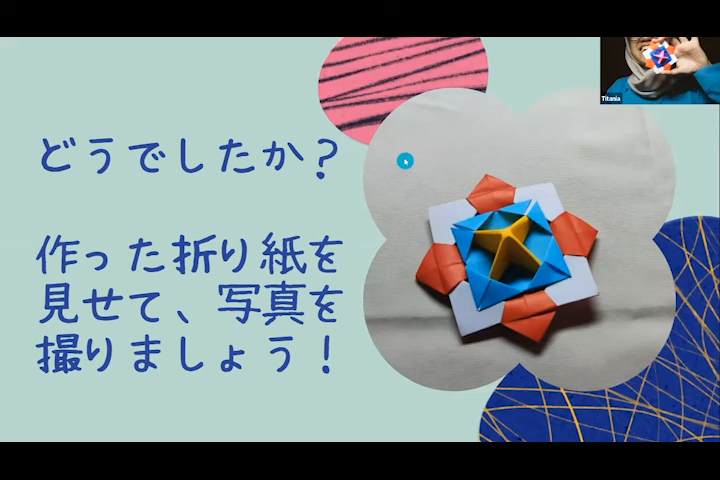 どうでしたか?
作った折り紙を
見せて、写真を
撮りましょう!
Titania